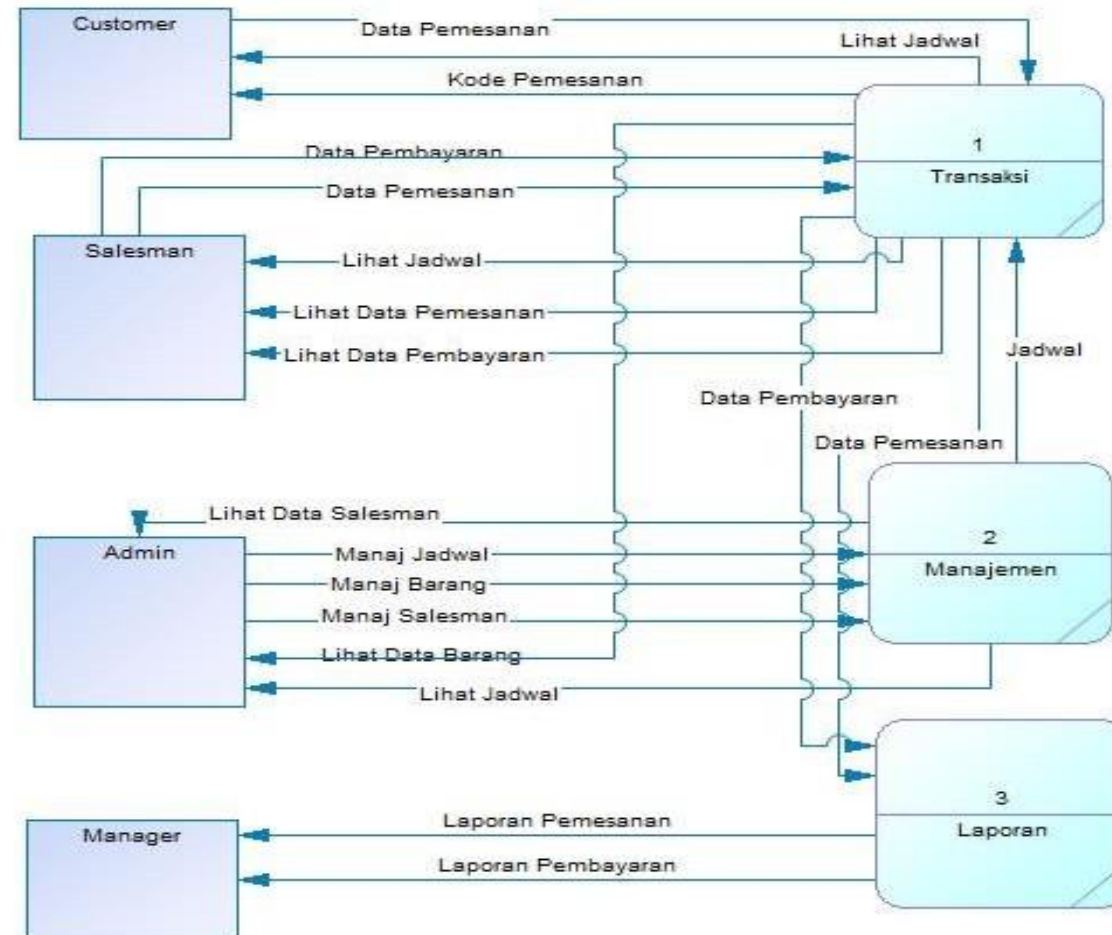 Customer
Data Pemesanan
Lihat Jadwal
Kode Pemesanan
1
Transaksi
Data Pembayaran
Data Pemesanan
Salesman
Lihat Jadwal
Lihat Data Pemesanan
Lihat Data Pembayaran
Jadwal
Data Pembayaran
Data Pemesanan
Lihat Data Salesman
Admin
Manaj Jadwal
Manaj Barang
Manaj Salesman
Lihat Data Barang
Lihat Jadwal
2
Manajemen
3
Laporan
Manager
Laporan Pemesanan
Laporan Pembayaran